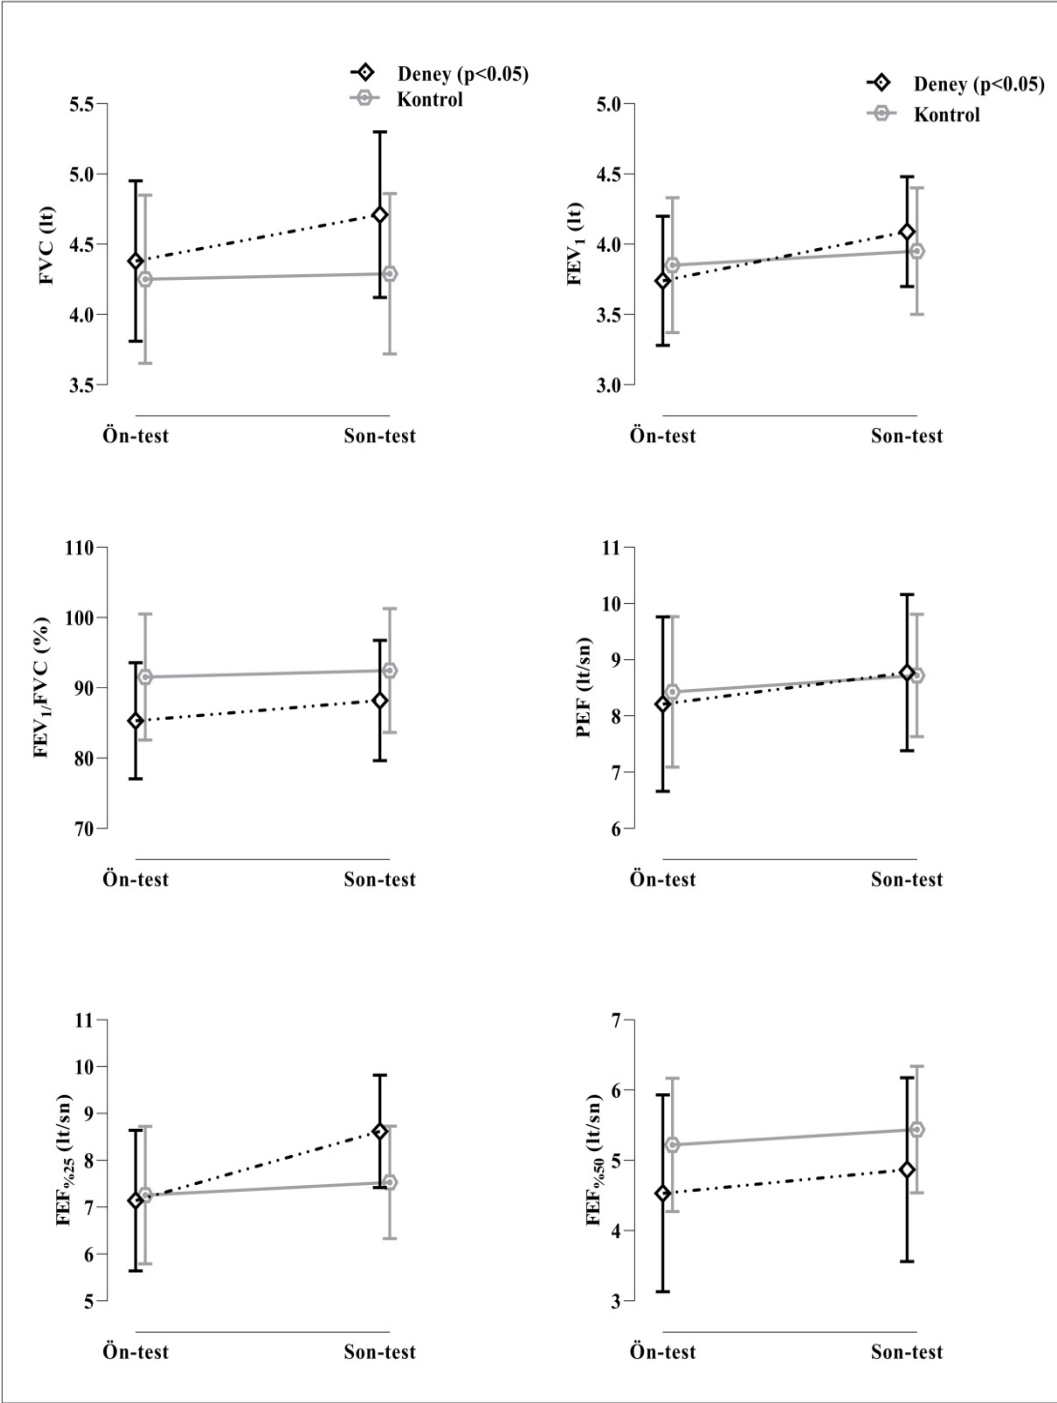 Deney (p<0.05)
Kontrol
FVC (lt)
5.5
5.0
4.5
4.0
3.5
Ön-test Son-test
Deney (p<0.05)
Kontrol
FEV1 (lt)
5.0
4.5
4.0
3.5
3.0
Ön-test Son-test
FEV1/FVC (%)
110
100
90
80
70
Ön-test Son-test
PEF (lt/sn)
11
10
9
8
7
6
Ön-test Son-test
FEF%25 (lt/sn)
11
10
9
8
7
6
5
Ön-test Son-test
FEF%50 (lt/sn)
7
6
5
4
3
Ön-test Son-test